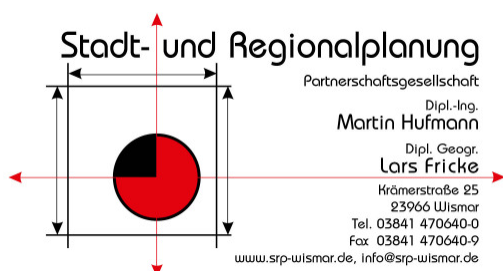 Stadt- und Regionalplanung
Partnerschaftsgesellschaft
Dipl.-Ing.
Martin Hufmann
Dipl. Geogr.
Lars Fricke
Krämerstraße 25
23966 Wismar
Tel. 03841 470640-0
Fax 03841 470640-9
www.srp-wismar.de, info@srp-wismar.de